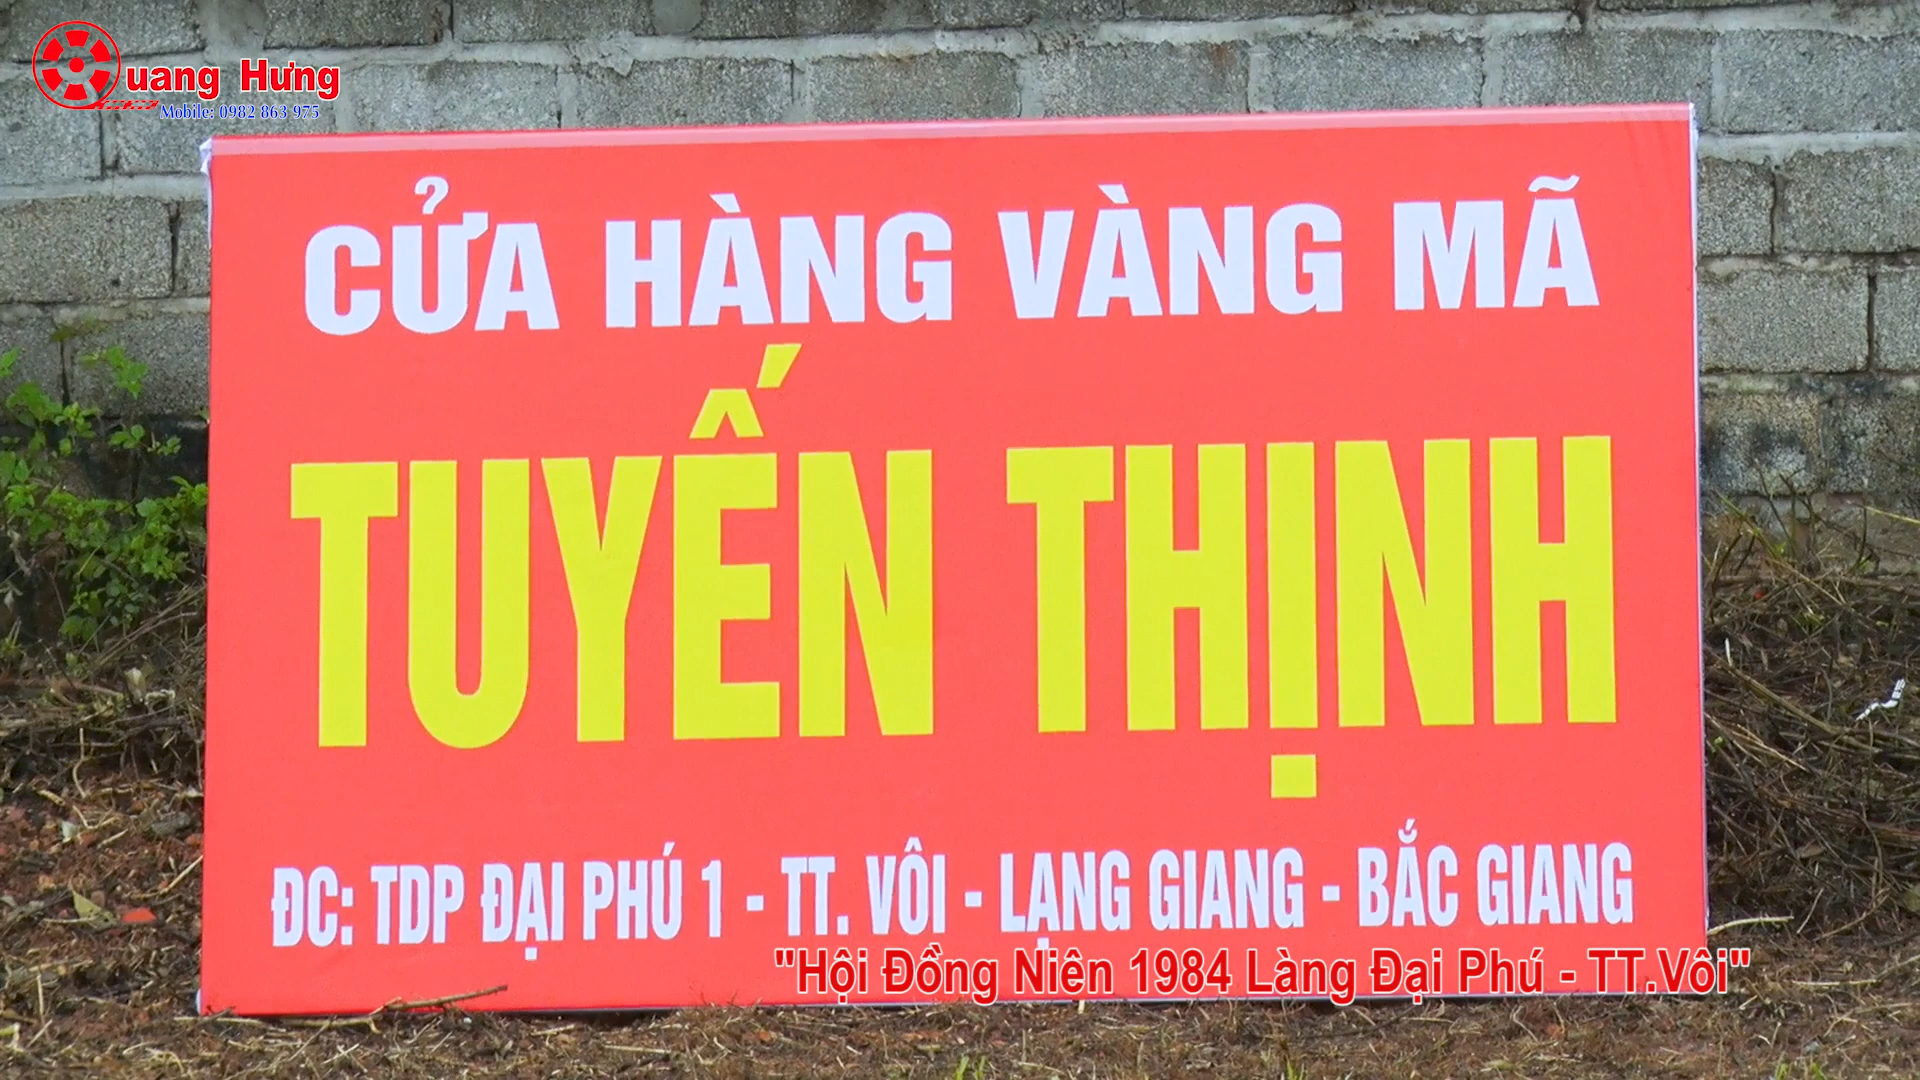 Quang Hưng
Mobile: 0982 863 975
CỬA HÀNG VÀNG MÃ
TUYẾN THỊNH
ĐC: TDP ĐẠI PHÚ 1 - TT. VÔI - LẠNG GIANG - BẮC GIANG
"Hội Đồng Niên 1984 Làng Đại Phú - TT.Vôi"